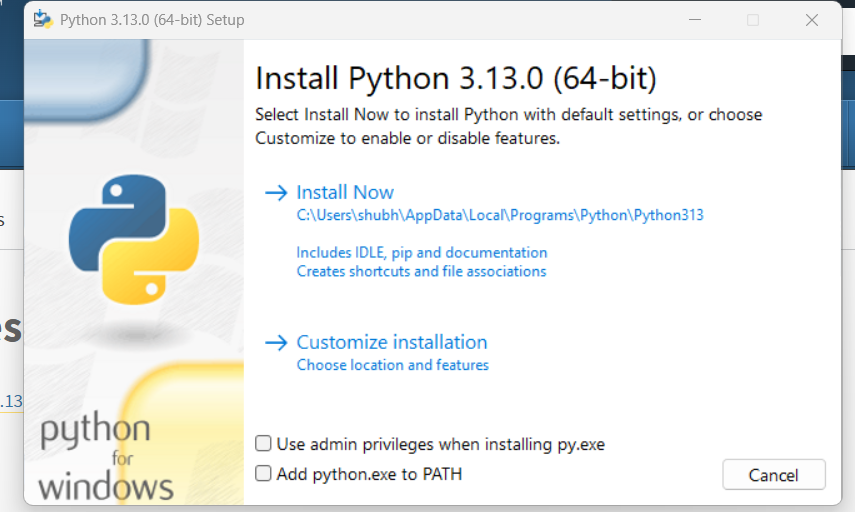 Python 3.13.0 (64-bit) Setup
Install Python 3.13.0 (64-bit)
Select Install Now to install Python with default settings, or choose
Customize to enable or disable features.
→ Install Now
C:\Users\shubh\AppData\Local\Programs\Python\Python313
Includes IDLE, pip and documentation
Creates shortcuts and file associations
→ Customize installation
Choose location and features
.13
python
for
windows
Use admin privileges when installing py.exe
Add python.exe to PATH
Cancel